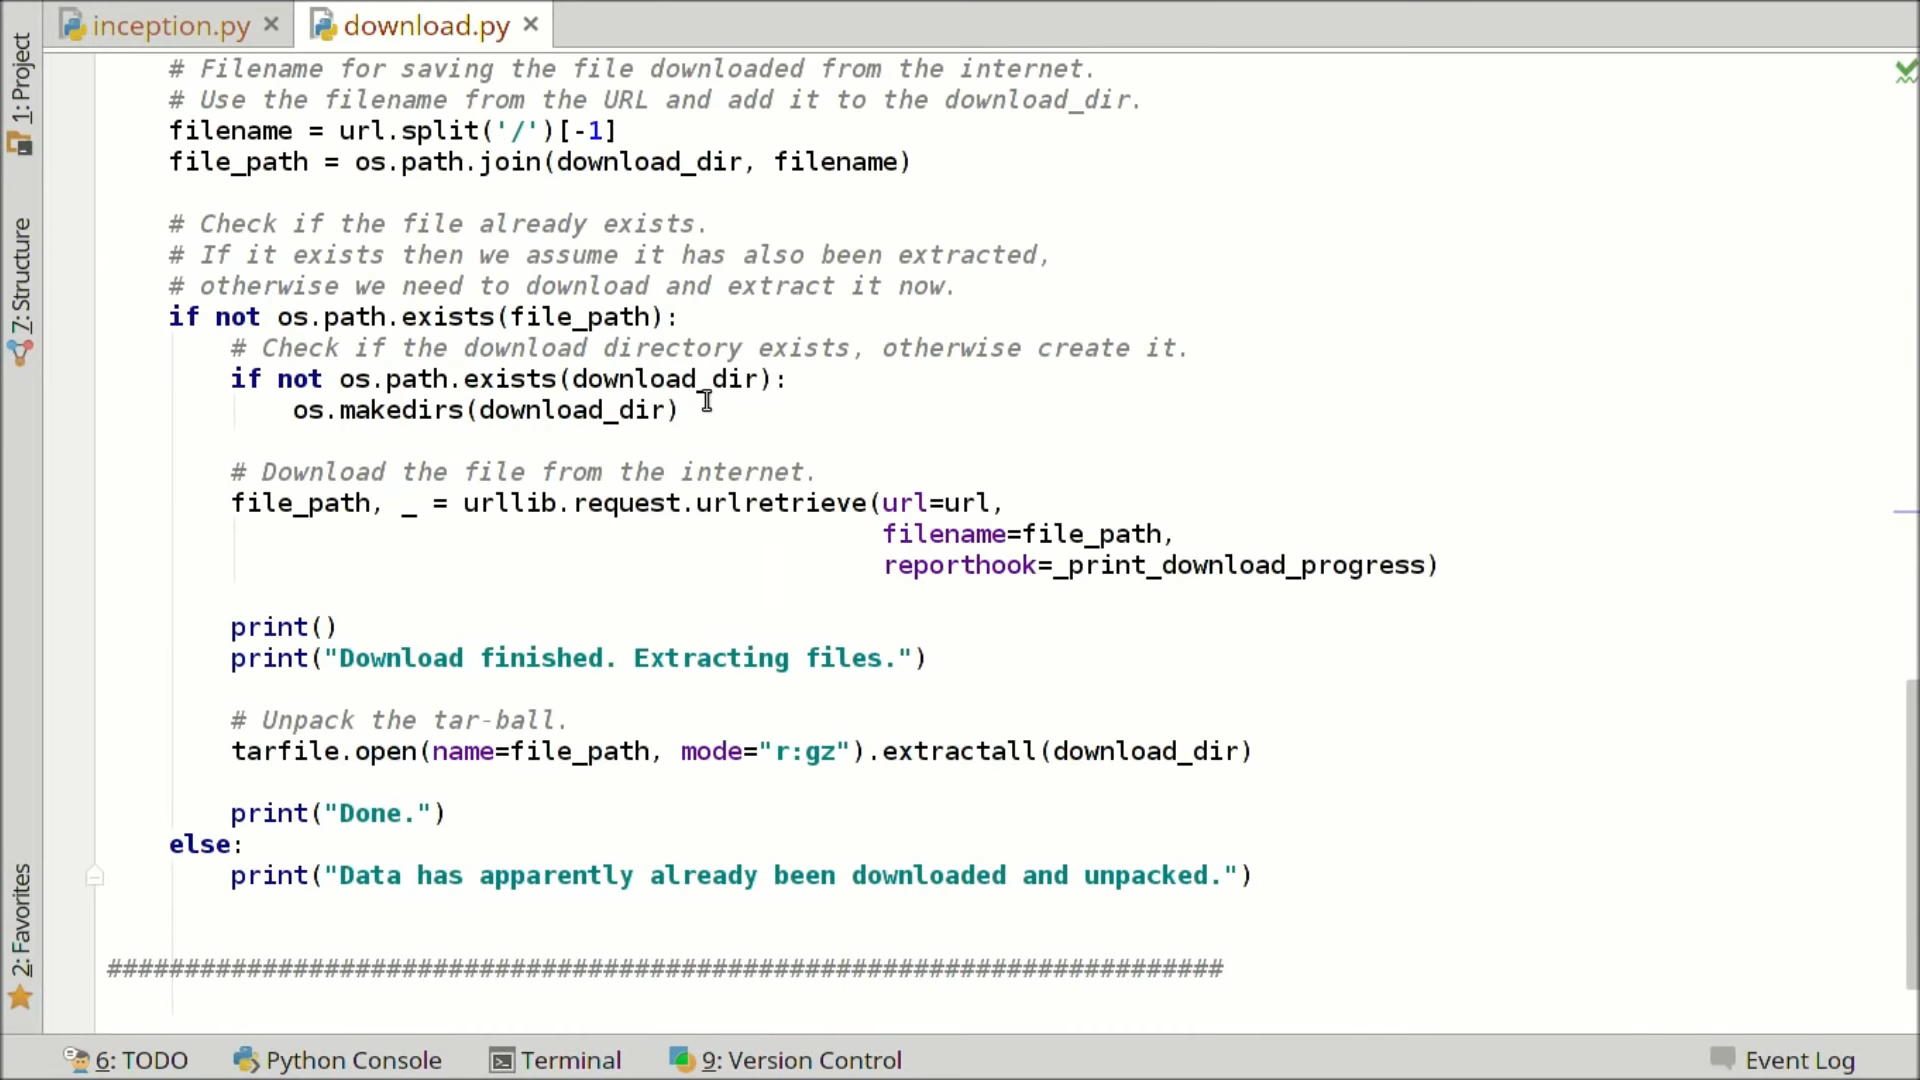 inception.py
download.py
1: Project
7: Structure
2: Favorites
# Filename for saving the file downloaded from the internet.
# Use the filename from the URL and add it to the download_dir.
filename = url.split('/')[-1]
file_path = os.path.join(download_dir, filename)
# Check if the file already exists.
# If it exists then we assume it has also been extracted,
# otherwise we need to download and extract it now.
if not os.path.exists(file_path):
# Check if the download directory exists, otherwise create it.
if not os.path.exists(download_dir):
os.makedirs(download_dir)
# Download the file from the internet.
file_path, _ = urllib.request.urlretrieve(url=url,
filename=file_path,
reporthook=_print_download_progress)
print()
print("Download finished. Extracting files.")
# Unpack the tar-ball.
tarfile.open(name=file_path, mode="r:gz").extractall(download_dir)
print("Done.")
else:
print("Data has apparently already been downloaded and unpacked.")
########################################################################
6: TODO
Python Console
Terminal
9: Version Control
Event Log